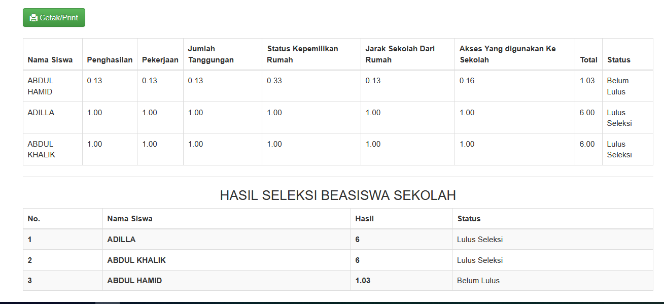 Cetak/Print
Nama Siswa Penghasilan Pekerjaan Jumlah Tanggungan Status Kepemilikan Rumah Jarak Sekolah Dari Rumah Akses Yang digunakan Ke Sekolah Total Status
ABDUL HAMID 0.13 0.13 0.13 0.33 0.13 0.16 1.03 Belum Lulus
ADILLA 1.00 1.00 1.00 1.00 1.00 1.00 6.00 Lulus Seleksi
ABDUL KHALIK 1.00 1.00 1.00 1.00 1.00 1.00 6.00 Lulus Seleksi
HASIL SELEKSI BEASISWA SEKOLAH
No. Nama Siswa Hasil Status
1 ADILLA 6 Lulus Seleksi
2 ABDUL KHALIK 6 Lulus Seleksi
3 ABDUL HAMID 1.03 Belum Lulus